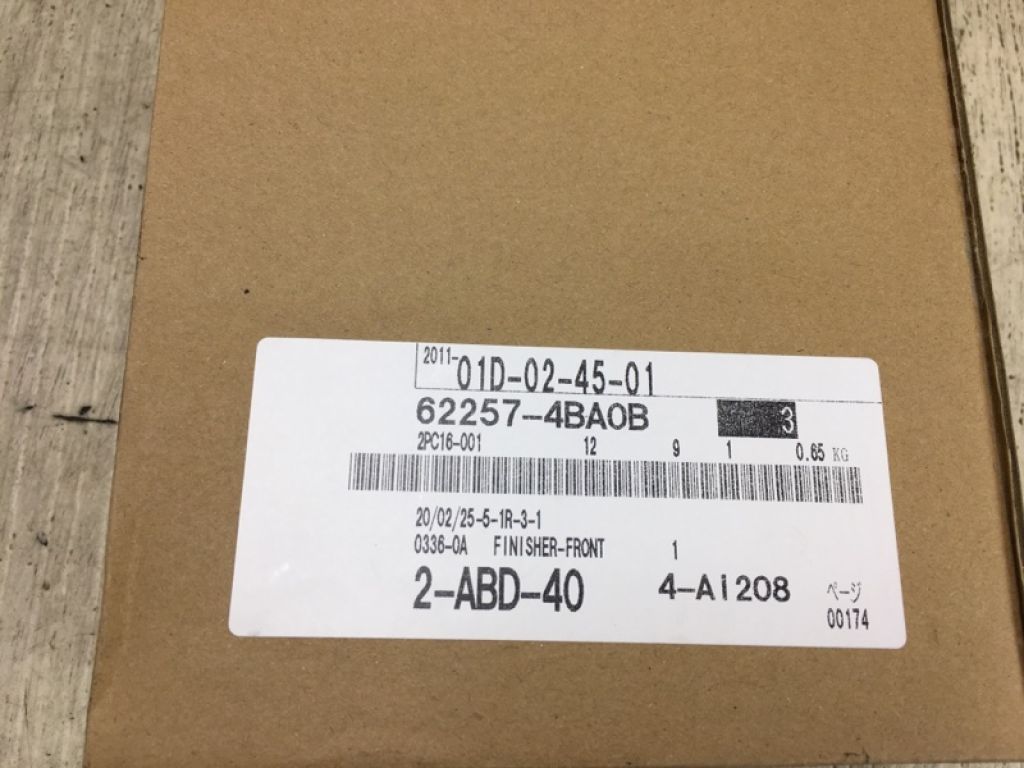 2011-01D-02-45-01
62257-4BA0B 3
2PC16-001 12 9 1 0.65 KG
20/02/25-5-1R-3-1
0336-0A FINISHER-FRONT 1
2-ABD-40 4-A1208 ページ
00174